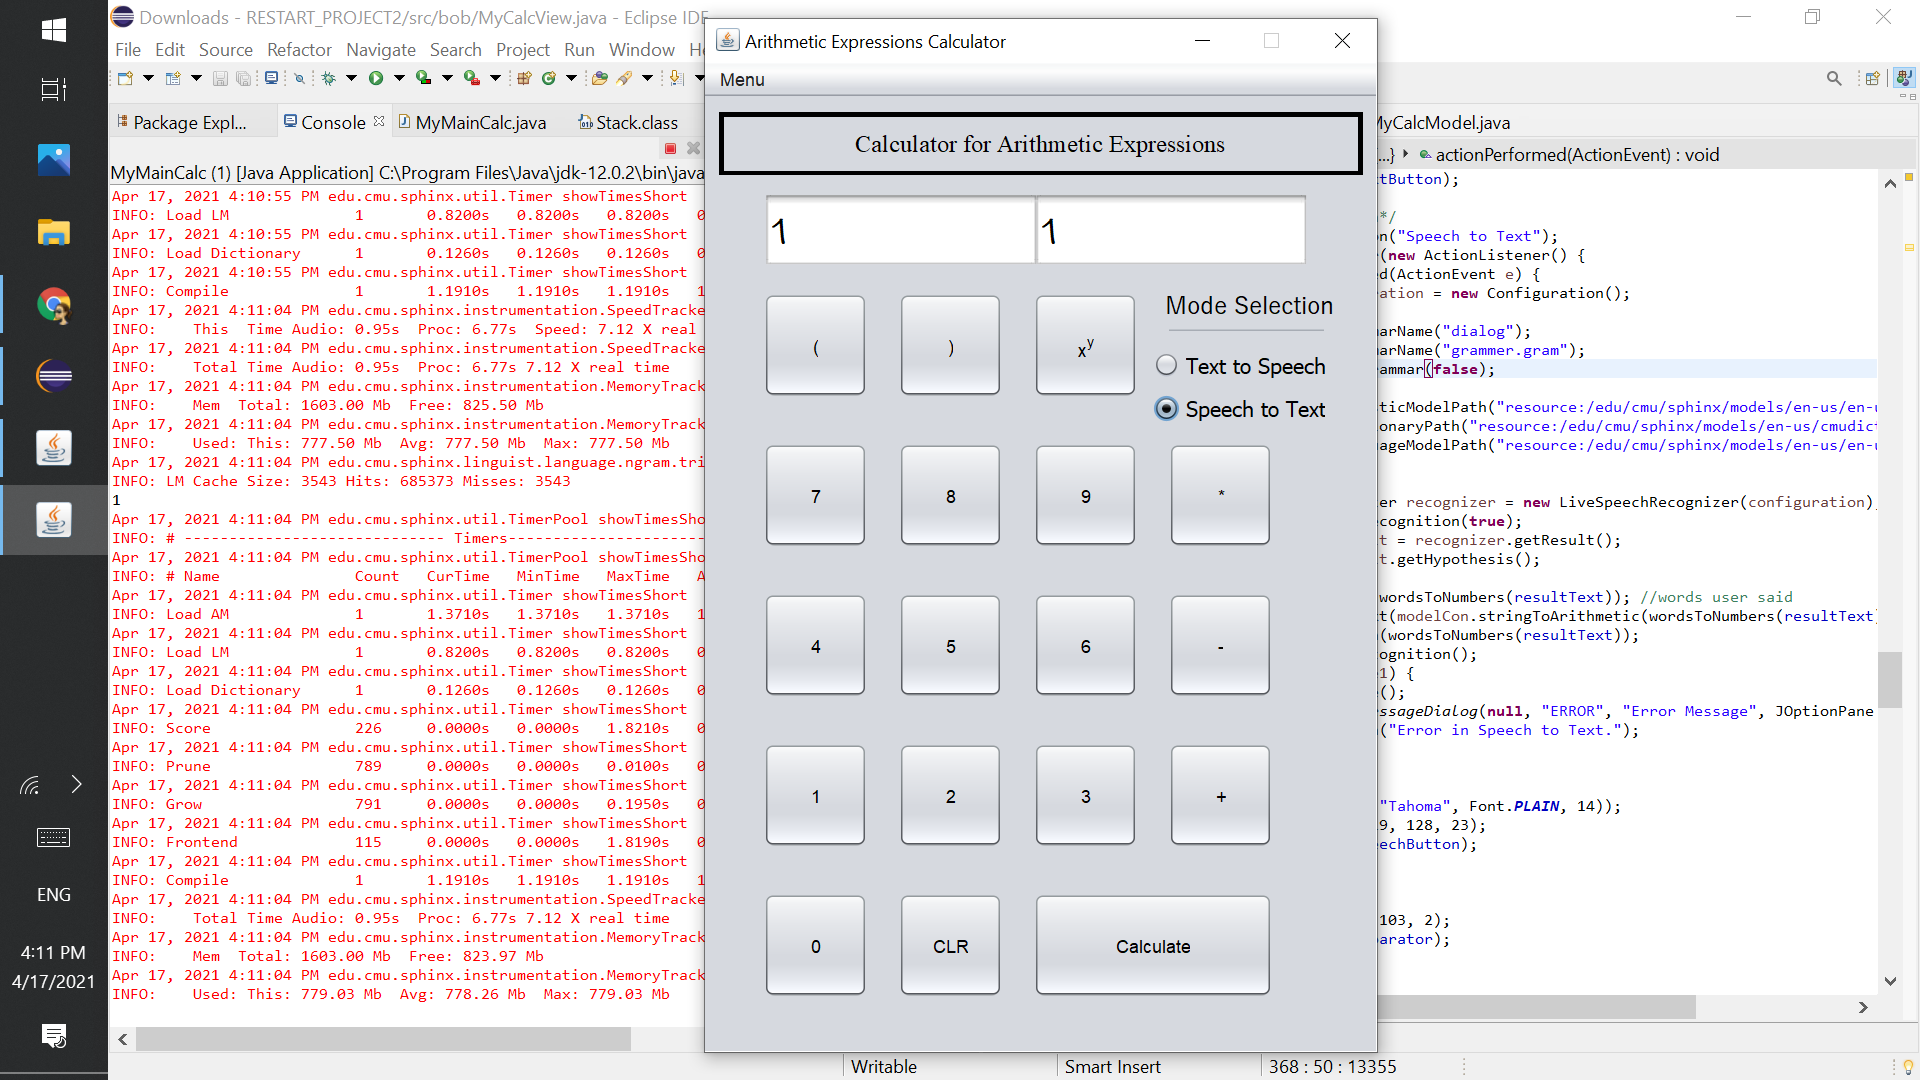 Downloads - RESTART_PROJECT2/src/bob/MyCalcView.java - Eclipse IDE
File Edit Source Refactor Navigate Search Project Run Window
Package Expl...
Console
MyMainCalc.java
Stack.class
MyMainCalc (1) [Java Application] C:\Program Files\Java\jdk-12.0.2\bin\java
Apr 17, 2021 4:10:55 PM edu.cmu.sphinx.util.Timer showTimesShort
INFO: Load LM 1 0.8200s 0.8200s 0.8200s
Apr 17, 2021 4:10:55 PM edu.cmu.sphinx.util.Timer showTimesShort
INFO: Load Dictionary 1 0.1260s 0.1260s 0.1260s
Apr 17, 2021 4:10:55 PM edu.cmu.sphinx.util.Timer showTimesShort
INFO: Compile 1 1.1910s 1.1910s 1.1910s 1
Apr 17, 2021 4:11:04 PM edu.cmu.sphinx.instrumentation.SpeedTracke
INFO: This Time Audio: 0.95s Proc: 6.77s Speed: 7.12 X real
Apr 17, 2021 4:11:04 PM edu.cmu.sphinx.instrumentation.SpeedTracke
INFO: Total Time Audio: 0.95s Proc: 6.77s 7.12 X real time
Apr 17, 2021 4:11:04 PM edu.cmu.sphinx.instrumentation.MemoryTrack
INFO: Mem Total: 1603.00 Mb Free: 825.50 Mb
Apr 17, 2021 4:11:04 PM edu.cmu.sphinx.instrumentation.MemoryTrack
INFO: Used: This: 777.50 Mb Avg: 777.50 Mb Max: 777.50 Mb
Apr 17, 2021 4:11:04 PM edu.cmu.sphinx.linguist.language.ngram.tri
INFO: LM Cache Size: 3543 Hits: 685373 Misses: 3543
1
Apr 17, 2021 4:11:04 PM edu.cmu.sphinx.util.TimerPool showTimesSho
INFO: # ----------------------------- Timers----------------------
Apr 17, 2021 4:11:04 PM edu.cmu.sphinx.util.TimerPool showTimesSho
INFO: # Name Count CurTime MinTime MaxTime A
Apr 17, 2021 4:11:04 PM edu.cmu.sphinx.util.Timer showTimesShort
INFO: Load AM 1 1.3710s 1.3710s 1.3710s 1
Apr 17, 2021 4:11:04 PM edu.cmu.sphinx.util.Timer showTimesShort
INFO: Load LM 1 0.8200s 0.8200s 0.8200s 0
Apr 17, 2021 4:11:04 PM edu.cmu.sphinx.util.Timer showTimesShort
INFO: Load Dictionary 1 0.1260s 0.1260s 0.1260s 0
Apr 17, 2021 4:11:04 PM edu.cmu.sphinx.util.Timer showTimesShort
INFO: Score 226 0.0000s 0.0000s 1.8210s 0
Apr 17, 2021 4:11:04 PM edu.cmu.sphinx.util.Timer showTimesShort
INFO: Prune 789 0.0000s 0.0000s 0.0100s 0
Apr 17, 2021 4:11:04 PM edu.cmu.sphinx.util.Timer showTimesShort
INFO: Grow 791 0.0000s 0.0000s 0.1950s 0
Apr 17, 2021 4:11:04 PM edu.cmu.sphinx.util.Timer showTimesShort
INFO: Frontend 115 0.0000s 0.0000s 1.8190s 0
Apr 17, 2021 4:11:04 PM edu.cmu.sphinx.util.Timer showTimesShort
INFO: Compile 1 1.1910s 1.1910s 1.1910s 1
Apr 17, 2021 4:11:04 PM edu.cmu.sphinx.instrumentation.SpeedTracke
INFO: Total Time Audio: 0.95s Proc: 6.77s 7.12 X real time
Apr 17, 2021 4:11:04 PM edu.cmu.sphinx.instrumentation.MemoryTrack
INFO: Mem Total: 1603.00 Mb Free: 823.97 Mb
Apr 17, 2021 4:11:04 PM edu.cmu.sphinx.instrumentation.MemoryTrack
INFO: Used: This: 779.03 Mb Avg: 778.26 Mb Max: 779.03 Mb
ENG
4:11 PM
4/17/2021
Arithmetic Expressions Calculator
Menu
Calculator for Arithmetic Expressions
1 1
( ) xʸ
Mode Selection
Text to Speech
Speech to Text
7 8 9 *
4 5 6 -
1 2 3 +
0 CLR Calculate
MyCalcModel.java
...} actionPerformed(ActionEvent) : void
tButton);
*/
n("Speech to Text");
(new ActionListener() {
d(ActionEvent e) {
ration = new Configuration();
marName("dialog");
marName("grammer.gram");
ammar(false);
ticModelPath("resource:/edu/cmu/sphinx/models/en-us/en-u
onaryPath("resource:/edu/cmu/sphinx/models/en-us/cmudict
ageModelPath("resource:/edu/cmu/sphinx/models/en-us/en-u
er recognizer = new LiveSpeechRecognizer(configuration)
cognition(true);
t = recognizer.getResult();
t.getHypothesis();
wordsToNumbers(resultText)); //words user said
t(modelCon.stringToArithmetic(wordsToNumbers(resultText
(wordsToNumbers(resultText));
ognition();
1) {
();
ssageDialog(null, "ERROR", "Error Message", JOptionPane
("Error in Speech to Text.");
"Tahoma", Font.PLAIN, 14));
9, 128, 23);
echButton);
103, 2);
arator);
Writable
Smart Insert
368 : 50 : 13355